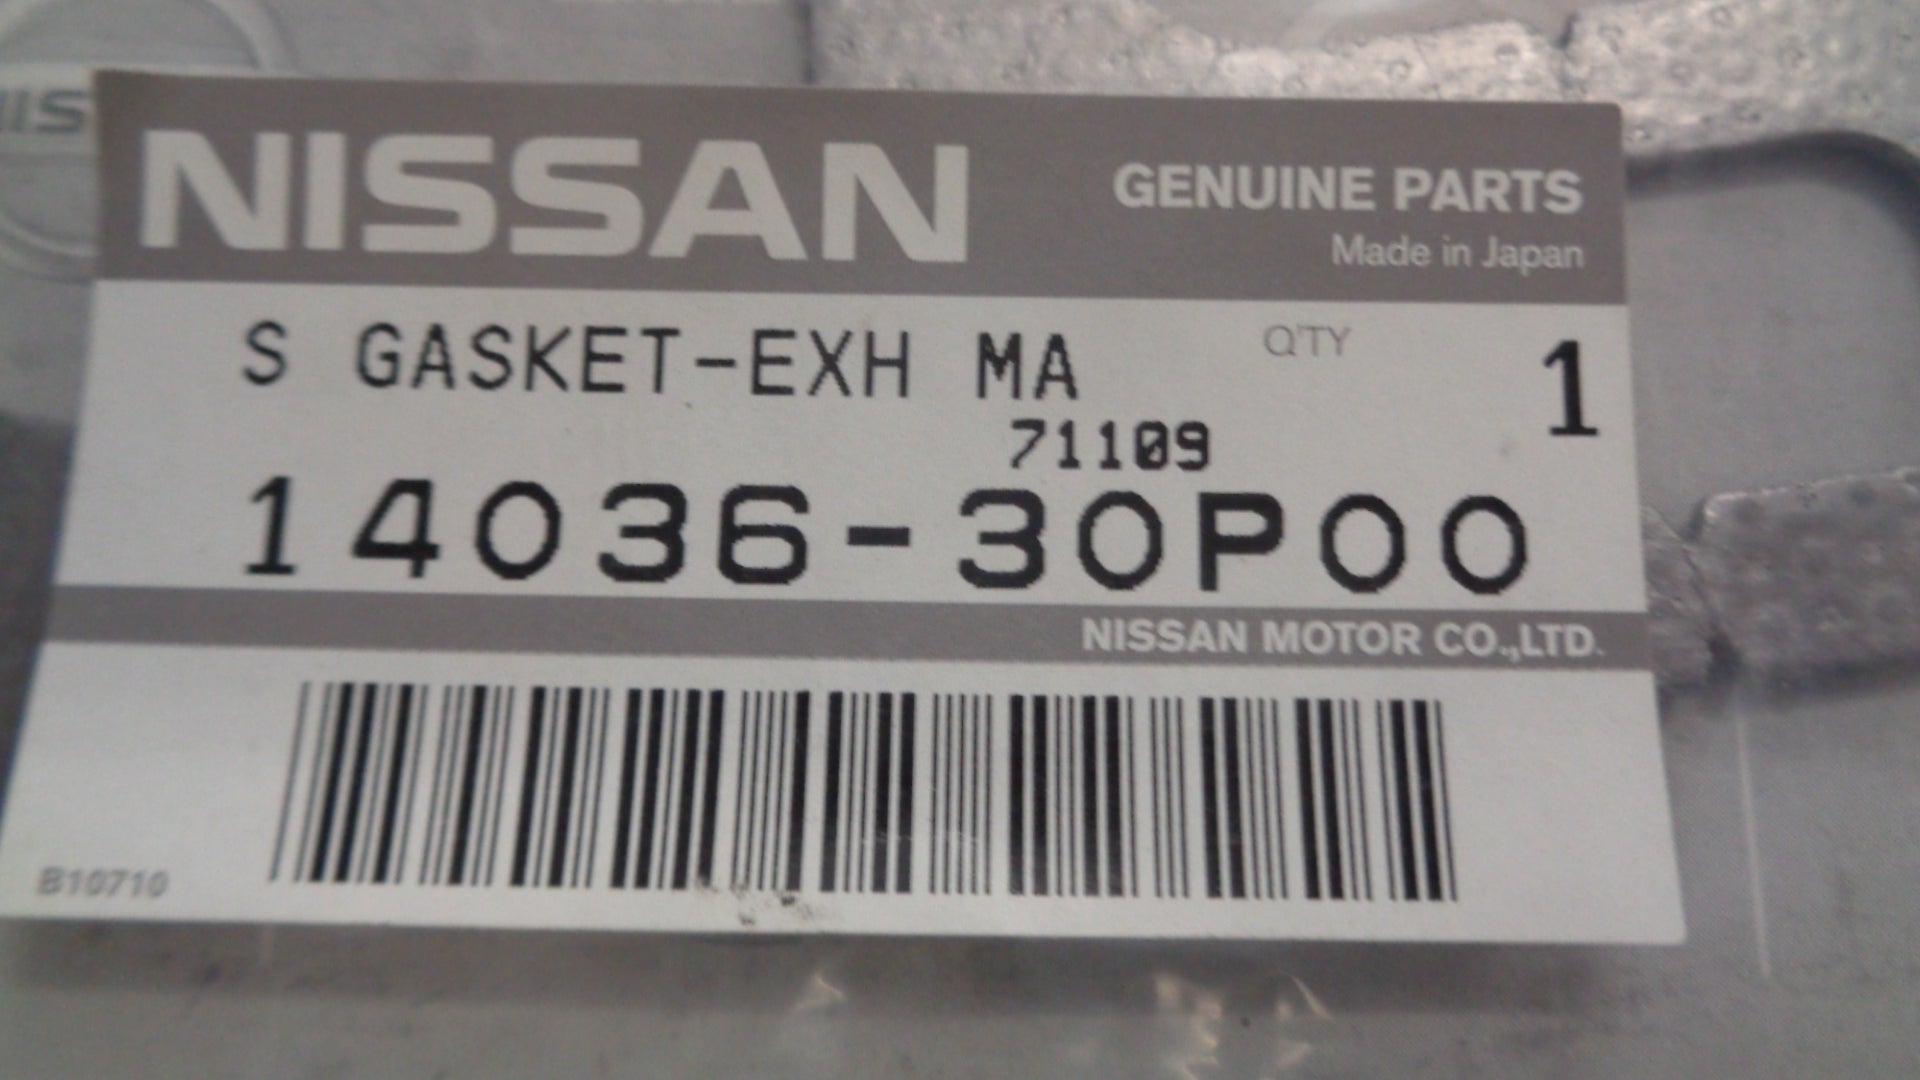 NIS
NISSAN
GENUINE PARTS
Made in Japan
S GASKET-EXH MA
Q'TY
1
71109
14036-30P00
NISSAN MOTOR CO.,LTD.
B10710